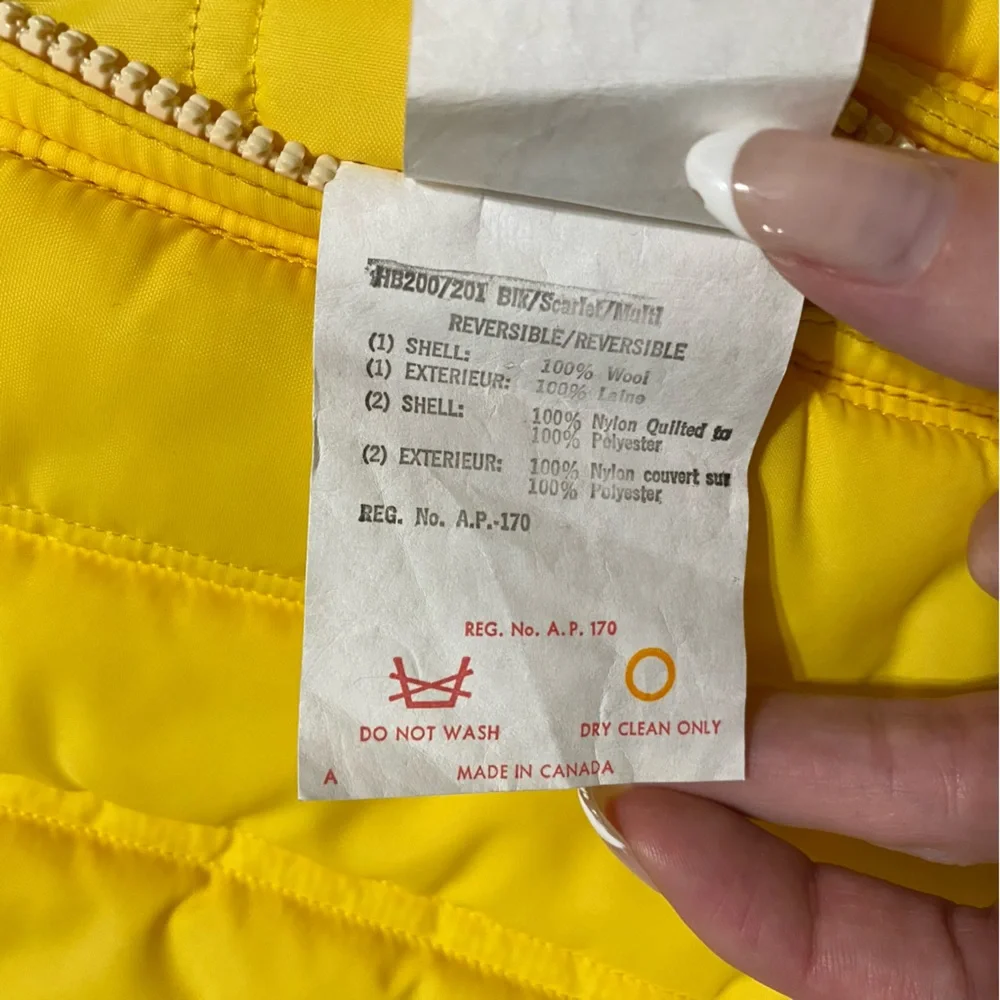 HB200/201 Blk/Scarlet/Multi
REVERSIBLE/REVERSIBLE
(1) SHELL: 100% Wool
(1) EXTERIEUR: 100% Laine
(2) SHELL: 100% Nylon Quilted to
100% Polyester
(2) EXTERIEUR: 100% Nylon couvert sur
100% Polyester
REG. No. A.P.-170
REG. No. A.P. 170
DO NOT WASH
DRY CLEAN ONLY
A
MADE IN CANADA